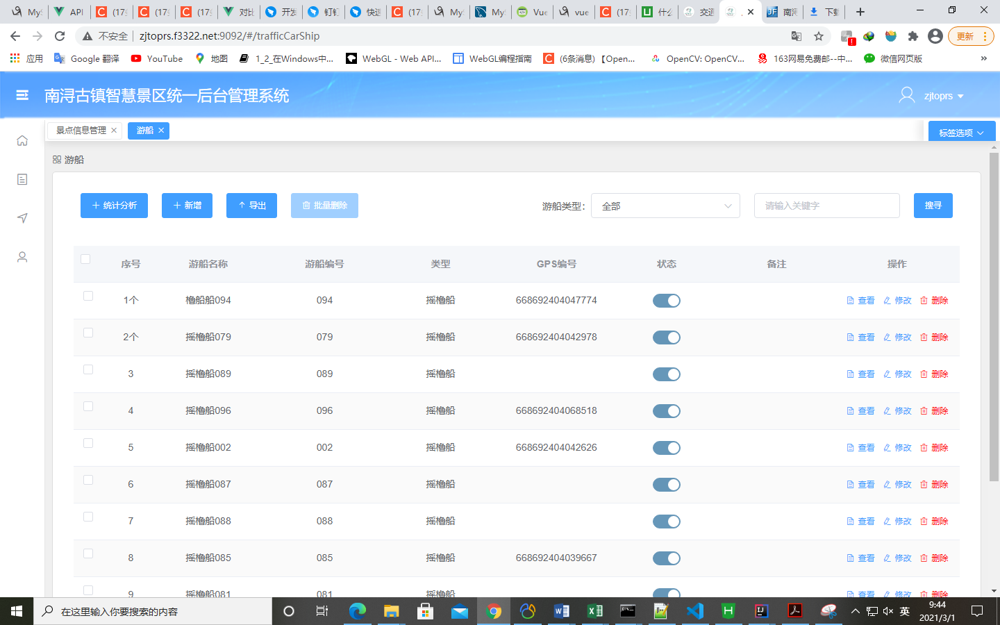 MyS
API
(17条
(17条
(17条
对比
开发
钉钉
快速
(17条
MyS
My
Vue
vue
(17条
什么
交通
南浔
下载
不安全
zjtoprs.f3322.net:9092/#/trafficCarShip
更新
应用
Google 翻译
YouTube
地图
1_2_在Windows中...
WebGL - Web API...
WebGL编程指南
(6条消息) 【Open...
OpenCV: OpenCV...
163网易免费邮--中...
微信网页版
»
南浔古镇智慧景区统一后台管理系统
zjtoprs
景点信息管理
游船
标签选项
游船
统计分析
新增
导出
批量删除
游船类型：
全部
请输入关键字
搜寻
序号 游船名称 游船编号 类型 GPS编号 状态 备注 操作
1个 橹船船094 094 摇橹船 668692404047774 查看 修改 删除
2个 摇橹船079 079 摇橹船 668692404042978 查看 修改 删除
3 摇橹船089 089 摇橹船 查看 修改 删除
4 摇橹船096 096 摇橹船 668692404068518 查看 修改 删除
5 摇橹船002 002 摇橹船 668692404042626 查看 修改 删除
6 摇橹船087 087 摇橹船 查看 修改 删除
7 摇橹船088 088 摇橹船 查看 修改 删除
8 摇橹船085 085 摇橹船 668692404039667 查看 修改 删除
9 摇橹船081 081 摇橹船 查看 修改 删除
在这里输入你要搜索的内容
英
9:44
2021/3/1